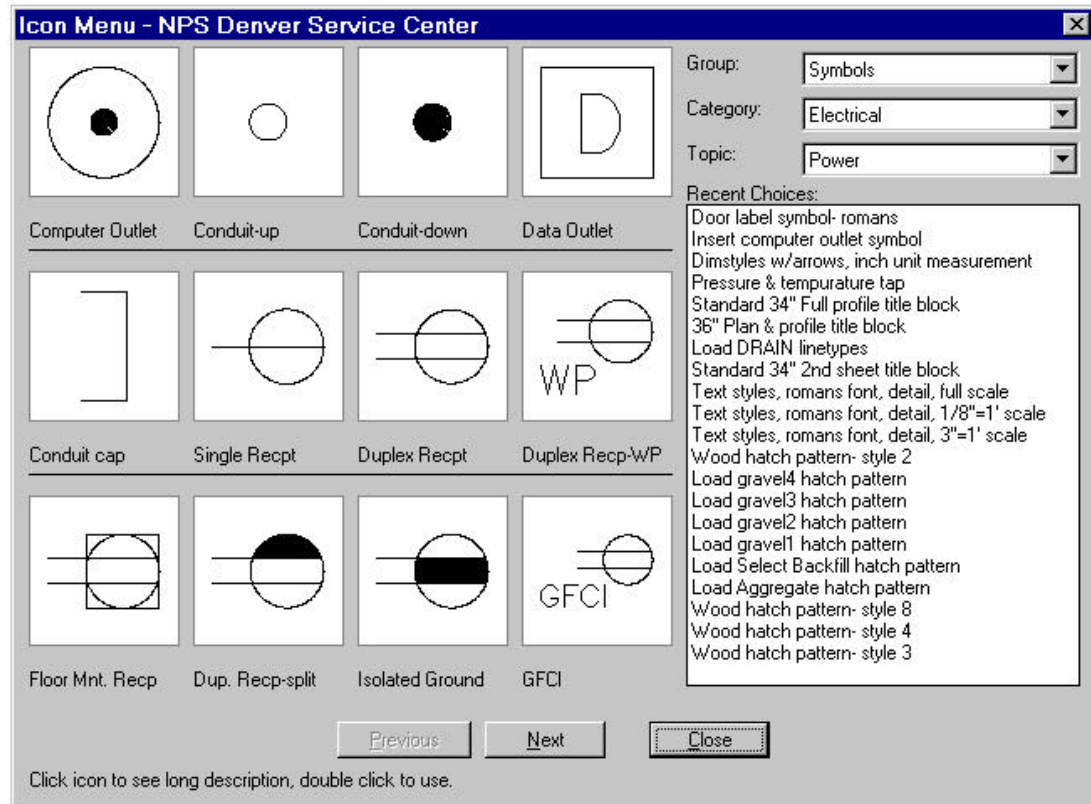 Icon Menu - NPS Denver Service Center
D
Computer Outlet
Conduit-up
Conduit-down
Data Outlet
WP
Conduit cap
Single Recpt
Duplex Recpt
Duplex Recp-WP
GFCI
Floor Mnt. Recp
Dup. Recp-split
Isolated Ground
GFCI
Group:
Symbols
Category:
Electrical
Topic:
Power
Recent Choices:
Door label symbol- romans
Insert computer outlet symbol
Dimstyles w/arrows, inch unit measurement
Pressure & tempurature tap
Standard 34" Full profile title block
36" Plan & profile title block
Load DRAIN linetypes
Standard 34" 2nd sheet title block
Text styles, romans font, detail, full scale
Text styles, romans font, detail, 1/8"=1' scale
Text styles, romans font, detail, 3"=1' scale
Wood hatch pattern- style 2
Load gravel4 hatch pattern
Load gravel3 hatch pattern
Load gravel2 hatch pattern
Load gravel1 hatch pattern
Load Select Backfill hatch pattern
Load Aggregate hatch pattern
Wood hatch pattern- style 8
Wood hatch pattern- style 4
Wood hatch pattern- style 3
Previous
Next
Close
Click icon to see long description, double click to use.